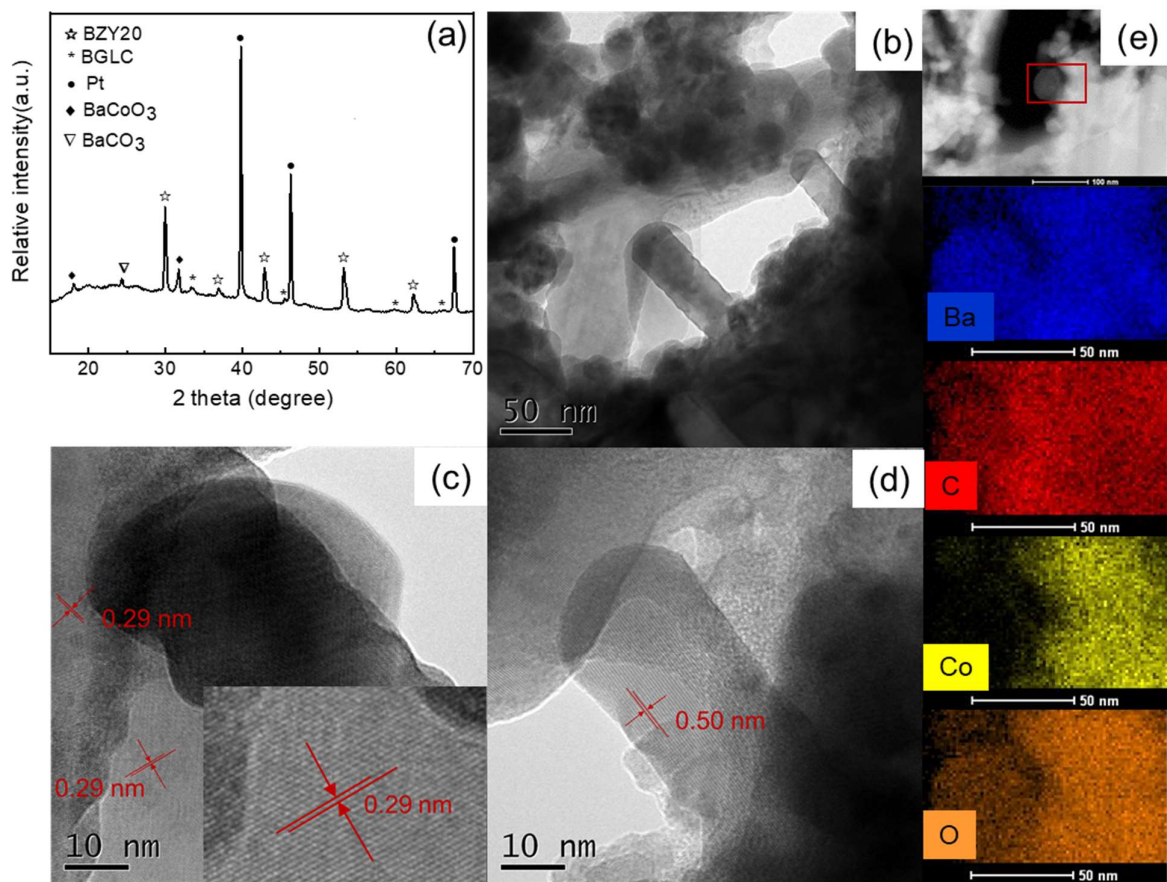 (a)
☆ BZY20
* BGLC
● Pt
◆ BaCoO3
▽ BaCO3
Relative intensity(a.u.)
20 30 40 50 60 70
2 theta (degree)
(b)
50 nm
(c)
0.29 nm
0.29 nm
0.29 nm
10 nm
(d)
0.50 nm
10 nm
(e)
100 nm
Ba
50 nm
C
50 nm
Co
50 nm
O
50 nm